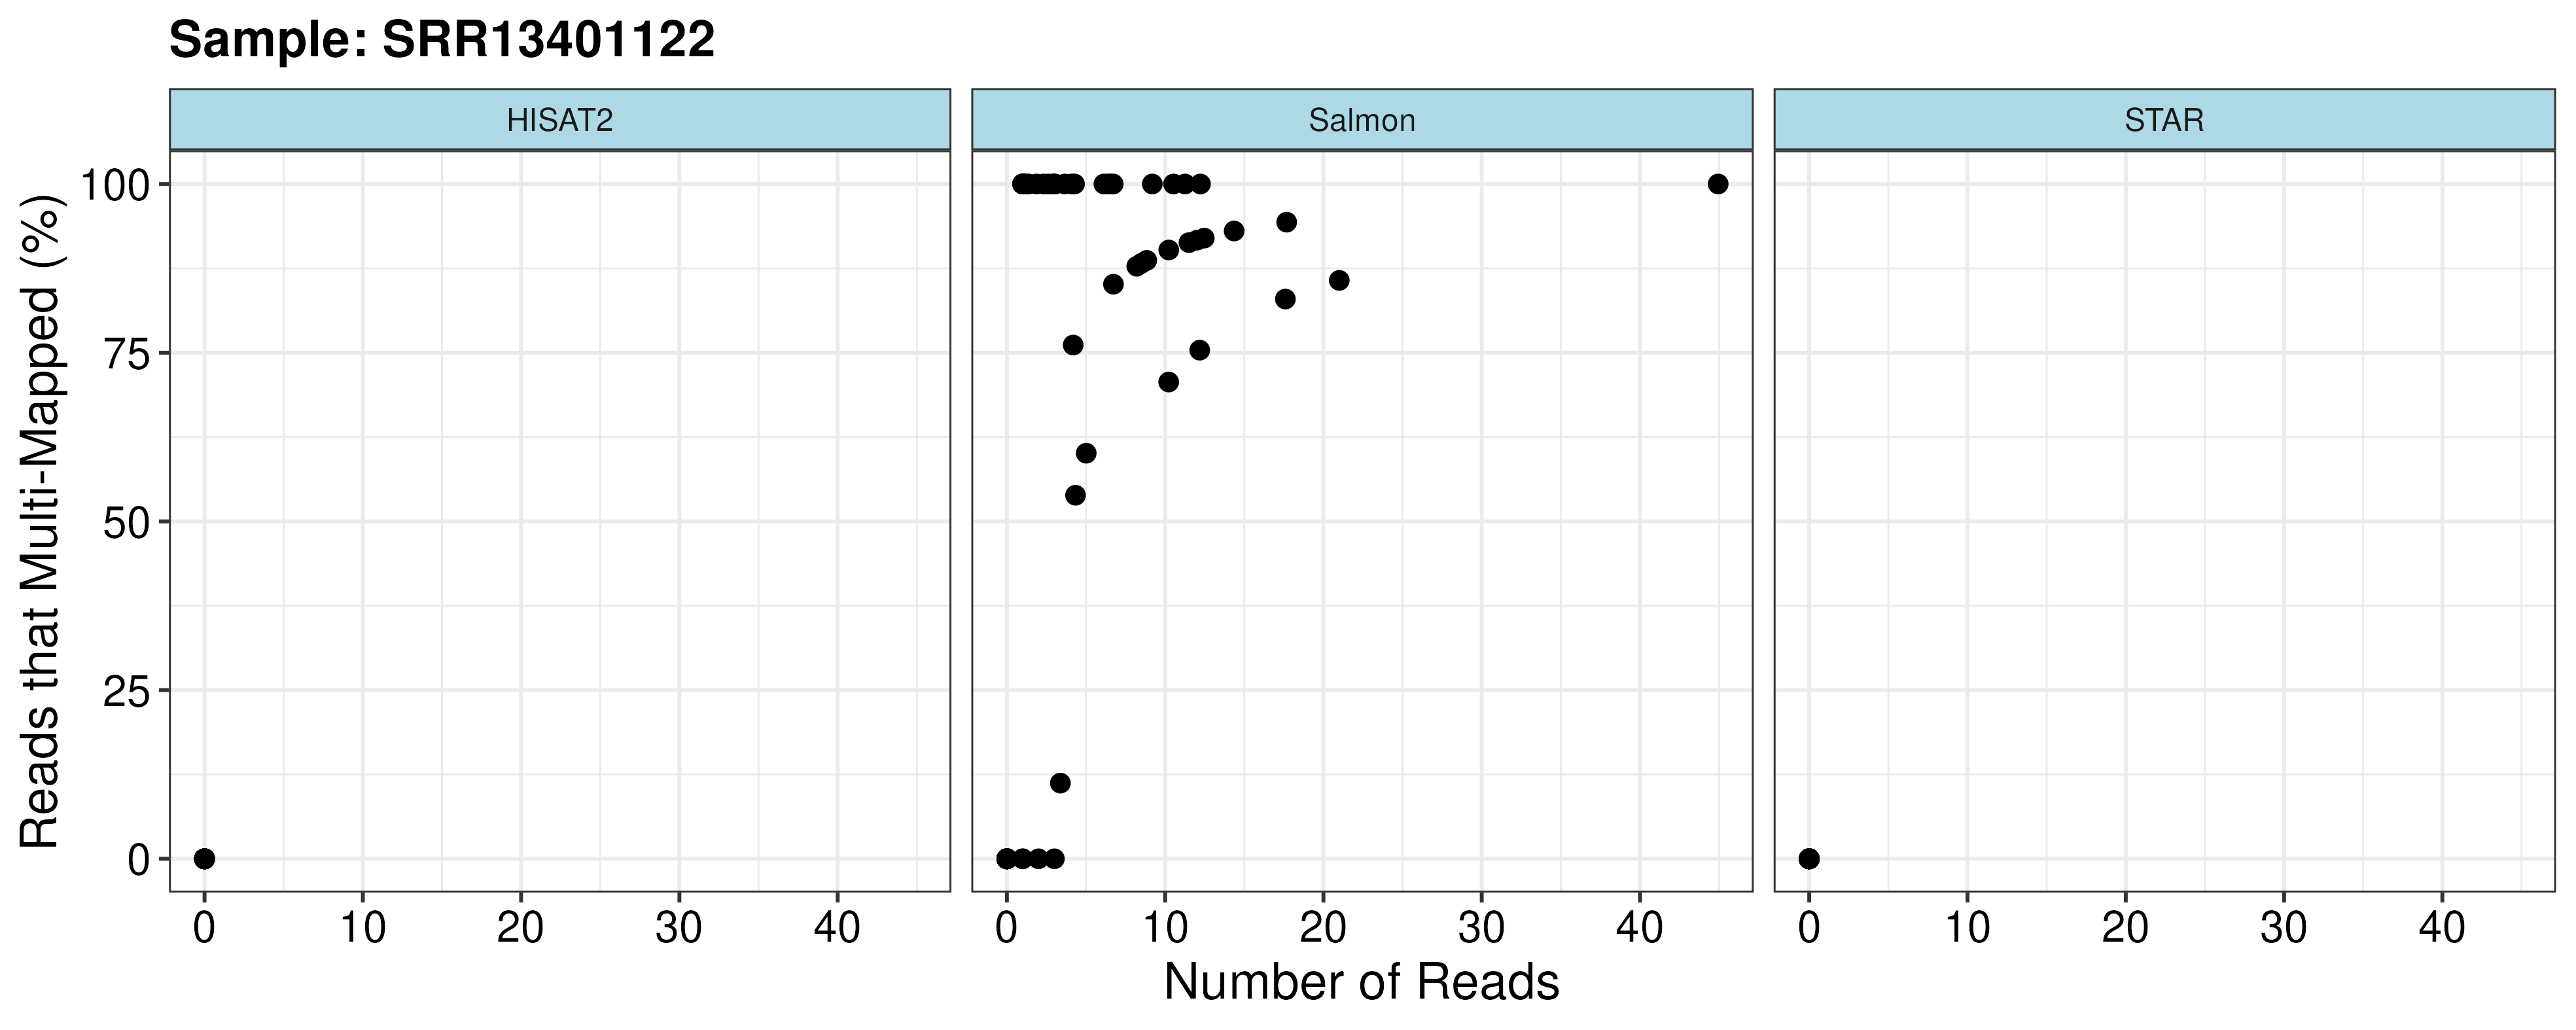 Sample: SRR13401122
HISAT2
Salmon
STAR
Reads that Multi-Mapped (%)
100
75
50
25
0
0 10 20 30 40
0 10 20 30 40
0 10 20 30 40
Number of Reads